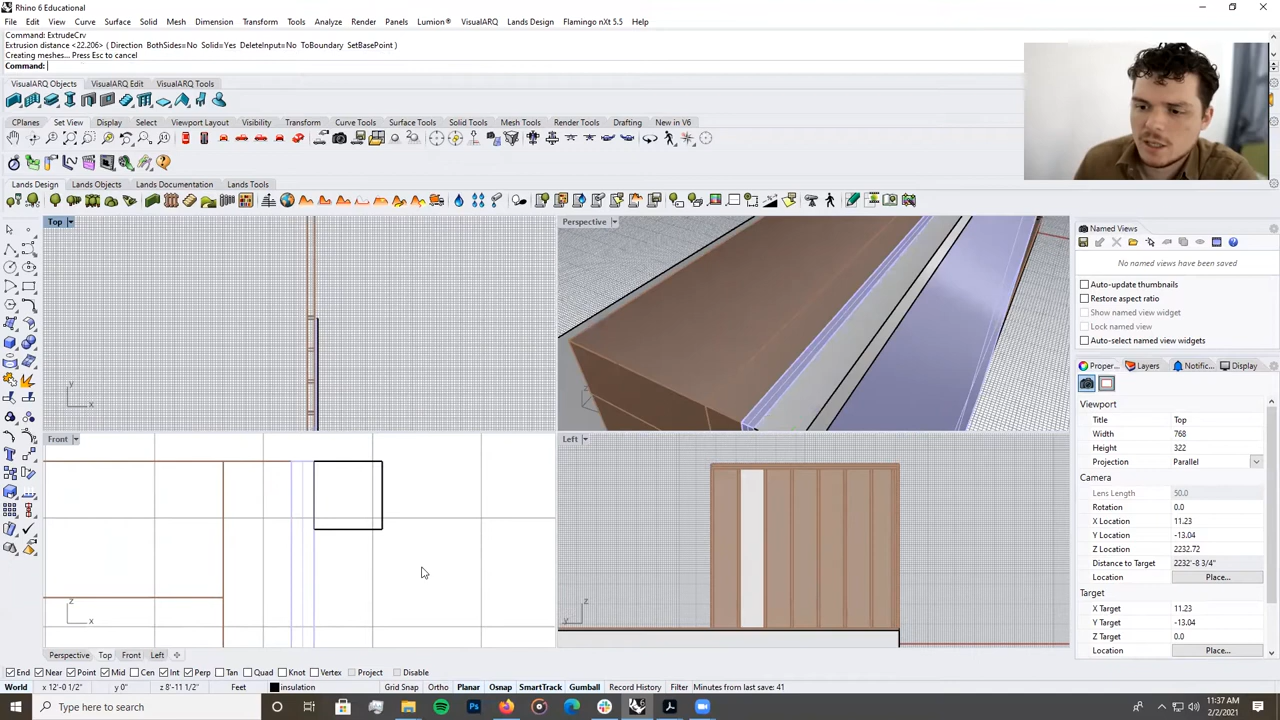 Rhino 6 Educational
File Edit View Curve Surface Solid Mesh Dimension Transform Tools Analyze Render Panels Lumion® VisualARQ Lands Design Flamingo nXt 5.5 Help
Command: ExtrudeCrv
Extrusion distance <22.206> ( Direction BothSides=No Solid=Yes DeleteInput=No ToBoundary SetBasePoint )
Creating meshes... Press Esc to cancel
Command:
VisualARQ Objects VisualARQ Edit VisualARQ Tools
CPlanes Set View Display Select Viewport Layout Visibility Transform Curve Tools Surface Tools Solid Tools Mesh Tools Render Tools Drafting New in V6
Lands Design Lands Objects Lands Documentation Lands Tools
Top
Perspective
Named Views
No named views have been saved
Auto-update thumbnails
Restore aspect ratio
Show named view widget
Lock named view
Auto-select named view widgets
Proper... Layers Notific... Display
Viewport
Title Top
Width 768
Height 322
Projection Parallel
Camera
Lens Length 50.0
Rotation 0.0
X Location 11.23
Y Location -13.04
Z Location 2232.72
Distance to Target 2232'-8 3/4"
Location Place...
Target
X Target 11.23
Y Target -13.04
Z Target 0.0
Location Place...
y
x
Front
Left
z
x
z
y
Perspective Top Front Left
End Near Point Mid Cen Int Perp Tan Quad Knot Vertex Project Disable
World x 12'-0 1/2" y 0" z 8'-11 1/2" Feet insulation Grid Snap Ortho Planar Osnap SmartTrack Gumball Record History Filter Minutes from last save: 41
Type here to search
11:37 AM
2/2/2021